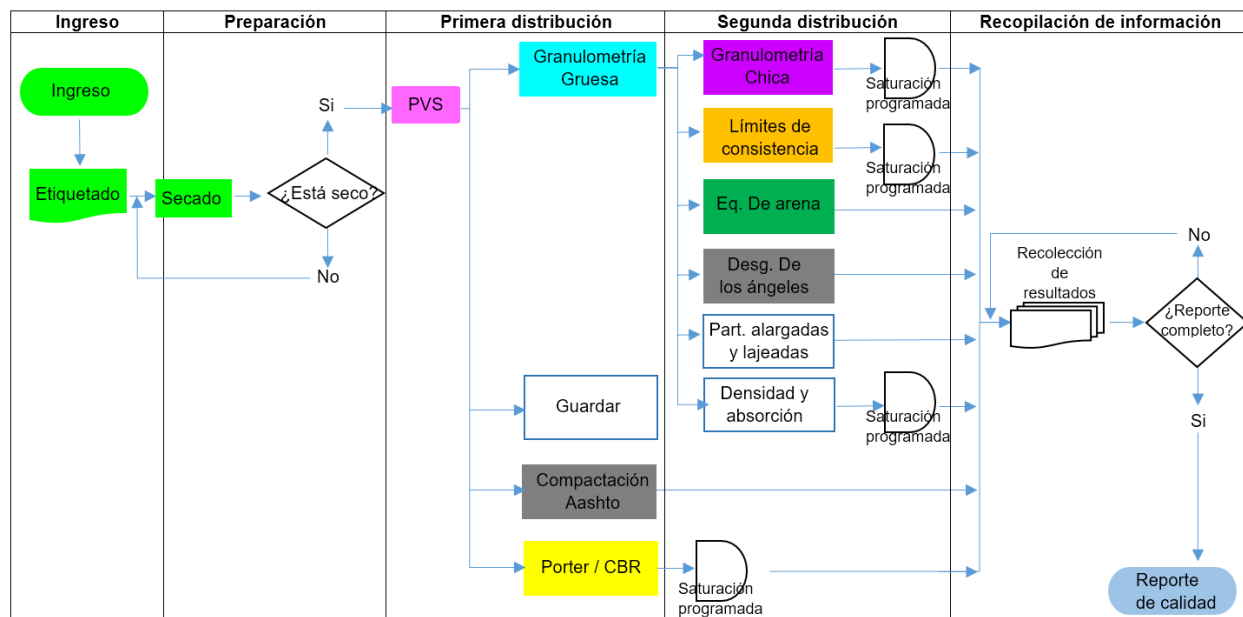 Ingreso
Preparación
Primera distribución
Segunda distribución
Recopilación de información
Ingreso
Etiquetado
Secado
¿Está seco?
Si
No
PVS
Granulometría
Gruesa
Guardar
Compactación
Aashto
Porter / CBR
Granulometría
Chica
Saturación
programada
Límites de
consistencia
Saturación
programada
Eq. De arena
Desg. De
los ángeles
Part. alargadas
y lajeadas
Densidad y
absorción
Saturación
programada
Saturación
programada
Recolección
de
resultados
¿Reporte
completo?
No
Si
Reporte
de calidad